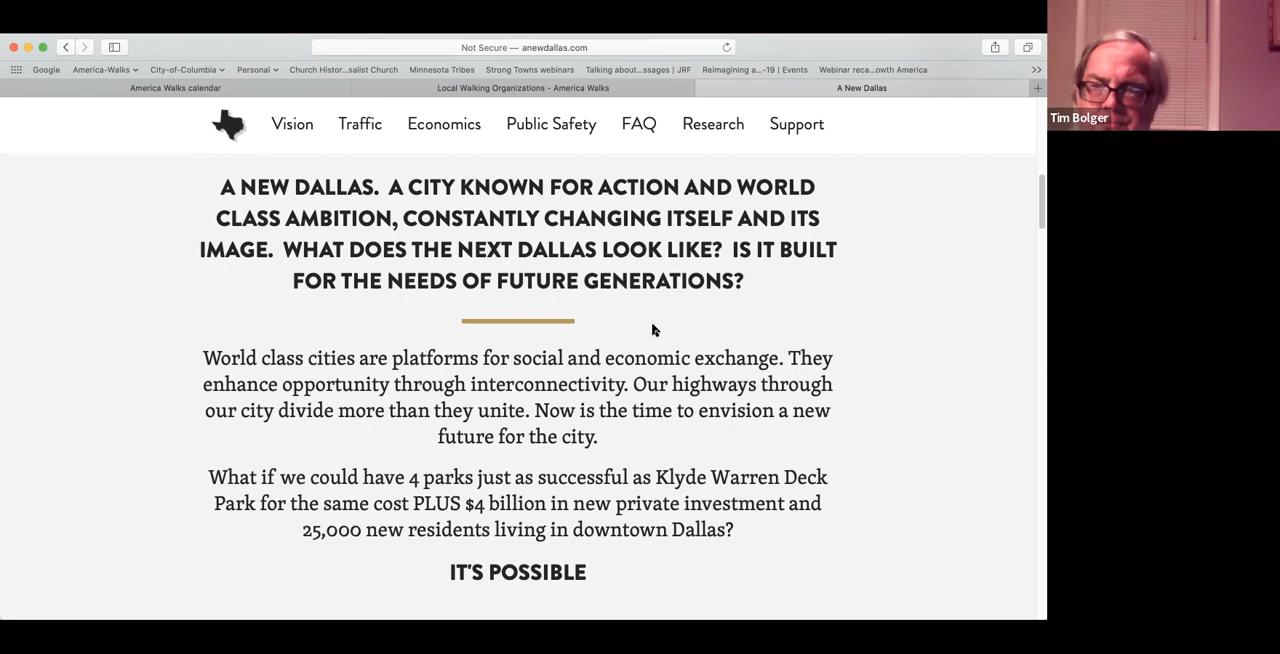 Not Secure — anewdallas.com
Google America-Walks City-of-Columbia Personal Church Histor...salist Church Minnesota Tribes Strong Towns webinars Talking about...ssages | JRF Reimagining a...-19 | Events Webinar reca...owth America >>
America Walks calendar Local Walking Organizations - America Walks A New Dallas +
Vision Traffic Economics Public Safety FAQ Research Support
Tim Bolger
A NEW DALLAS. A CITY KNOWN FOR ACTION AND WORLD
CLASS AMBITION, CONSTANTLY CHANGING ITSELF AND ITS
IMAGE. WHAT DOES THE NEXT DALLAS LOOK LIKE? IS IT BUILT
FOR THE NEEDS OF FUTURE GENERATIONS?
World class cities are platforms for social and economic exchange. They
enhance opportunity through interconnectivity. Our highways through
our city divide more than they unite. Now is the time to envision a new
future for the city.
What if we could have 4 parks just as successful as Klyde Warren Deck
Park for the same cost PLUS $4 billion in new private investment and
25,000 new residents living in downtown Dallas?
IT'S POSSIBLE